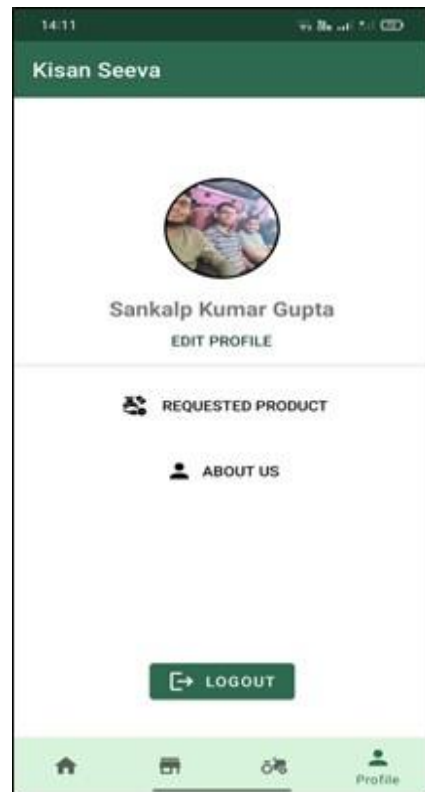 14:11
Kisan Seeva
Sankalp Kumar Gupta
EDIT PROFILE
REQUESTED PRODUCT
ABOUT US
LOGOUT
Profile